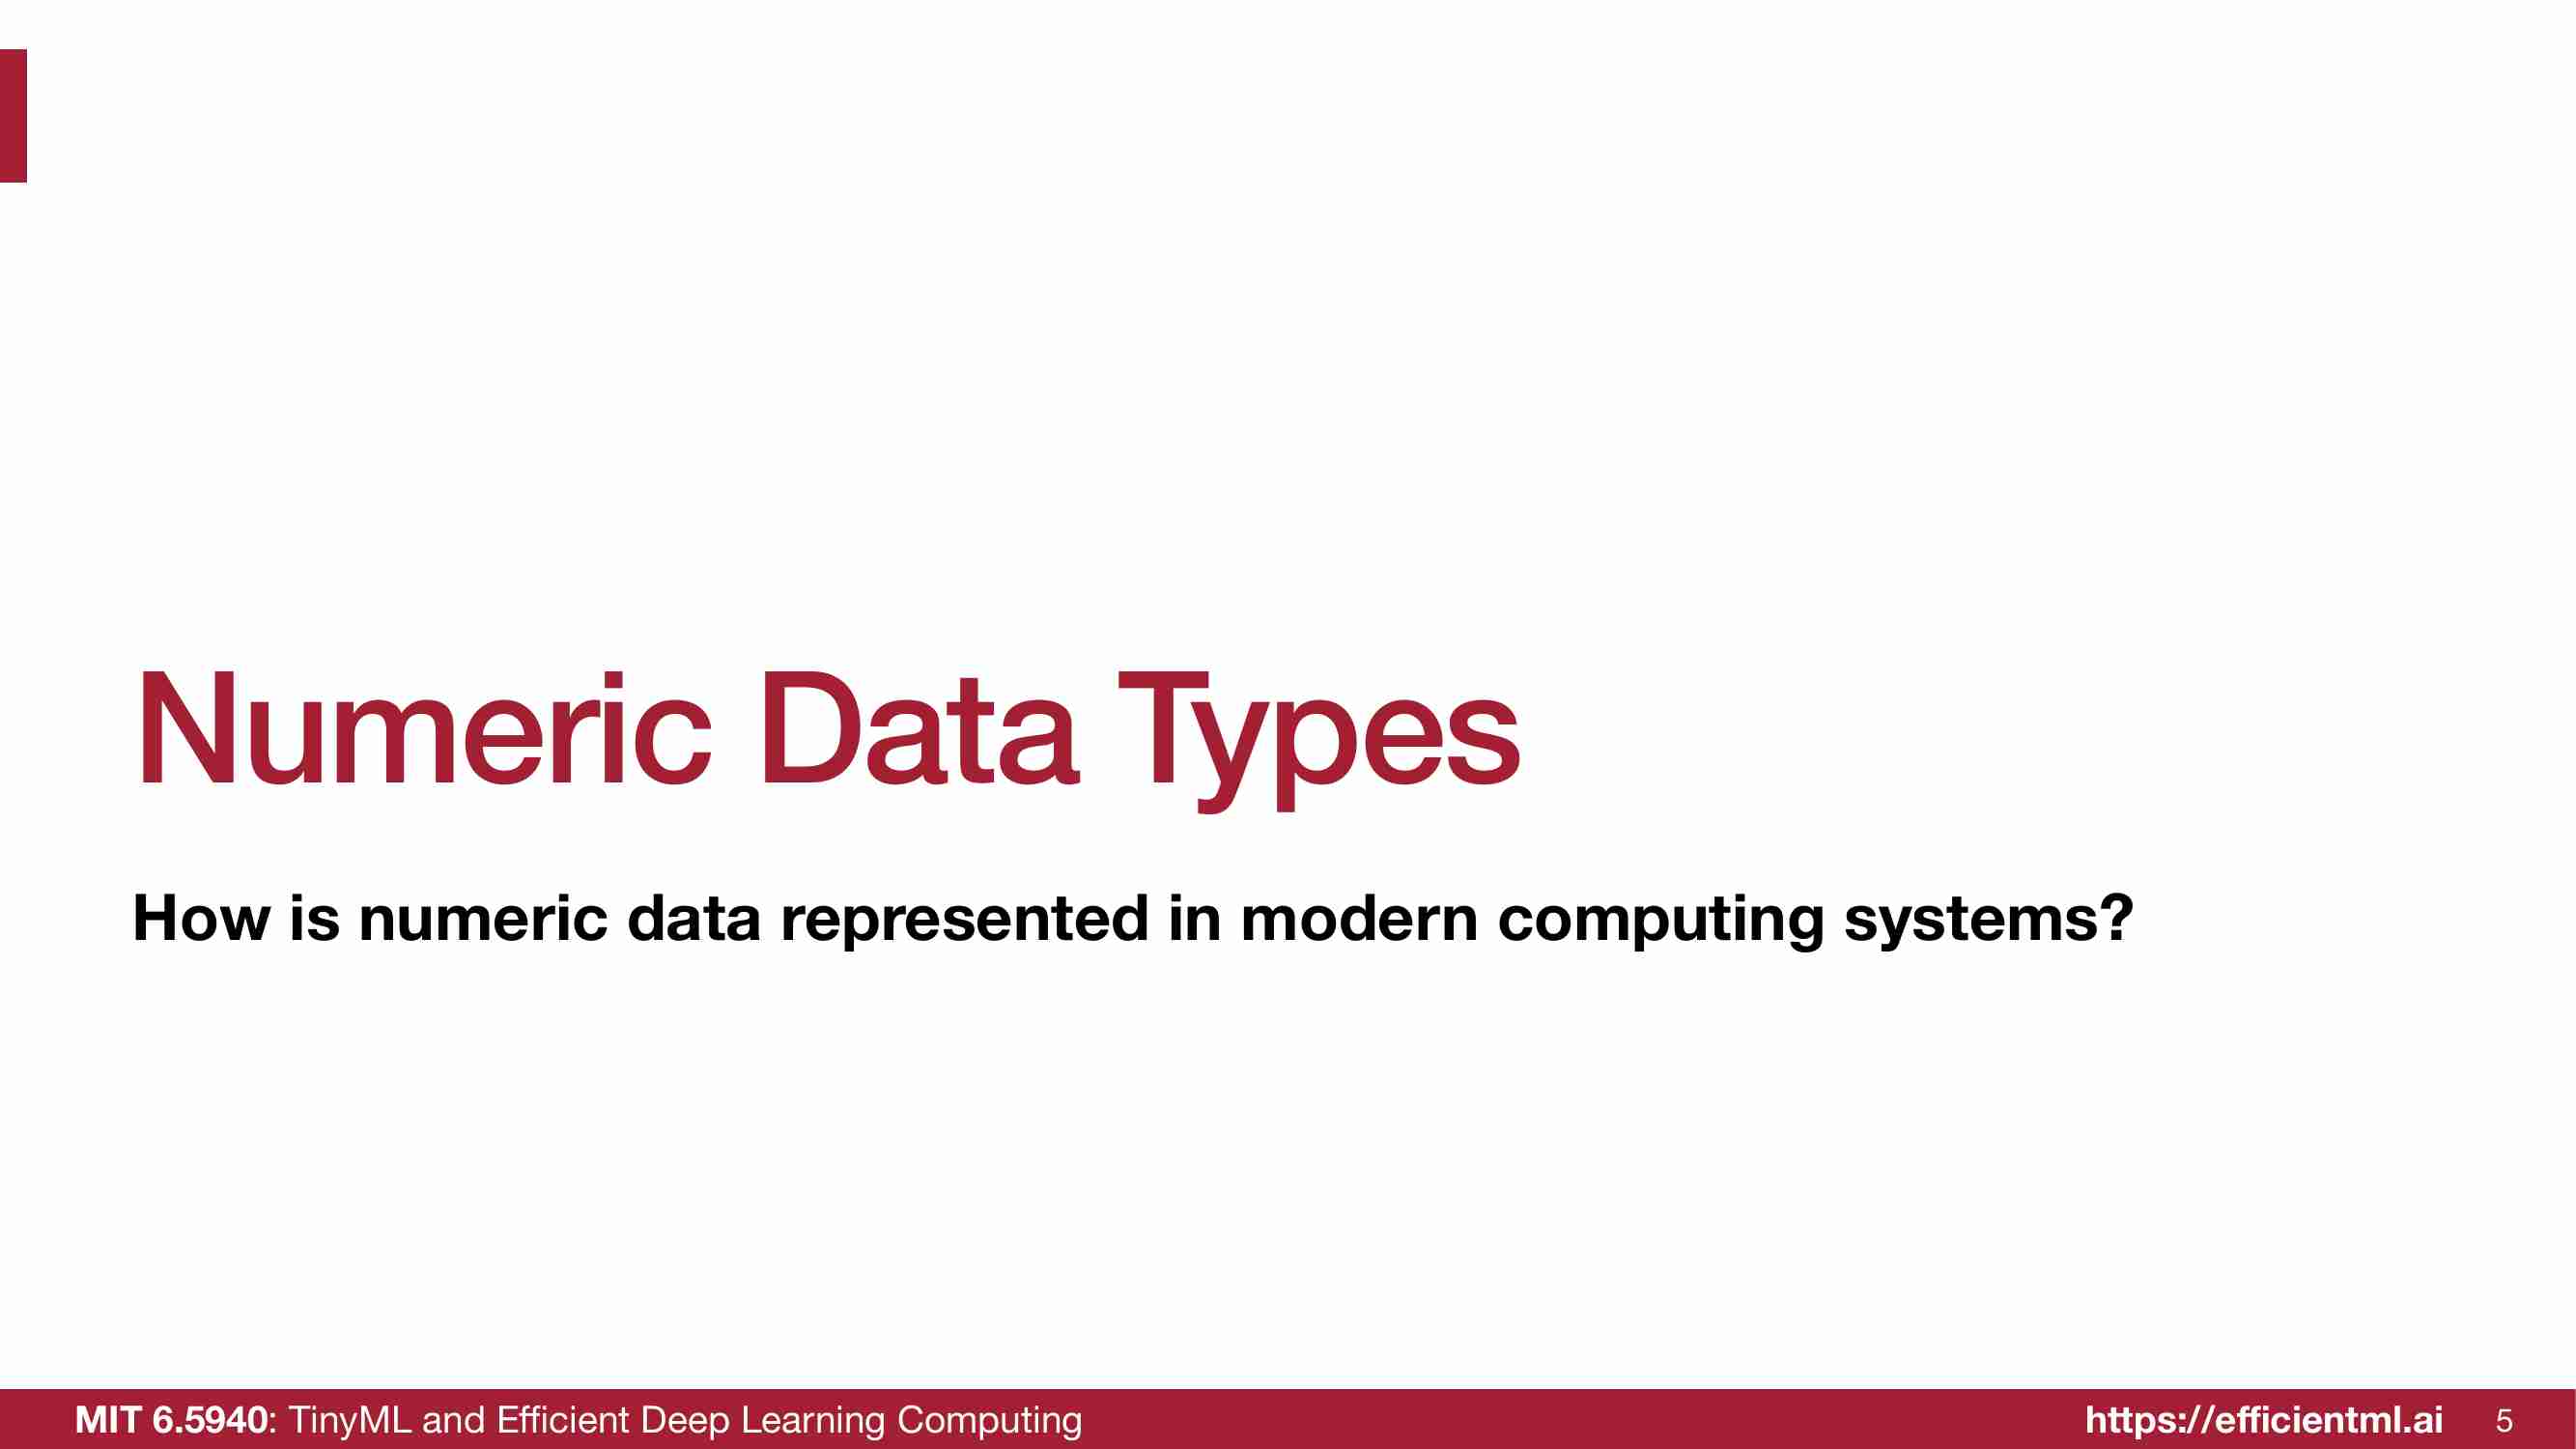 Numeric Data Types
How is numeric data represented in modern computing systems?
MIT 6.5940: TinyML and Efficient Deep Learning Computing
https://efficientml.ai
5